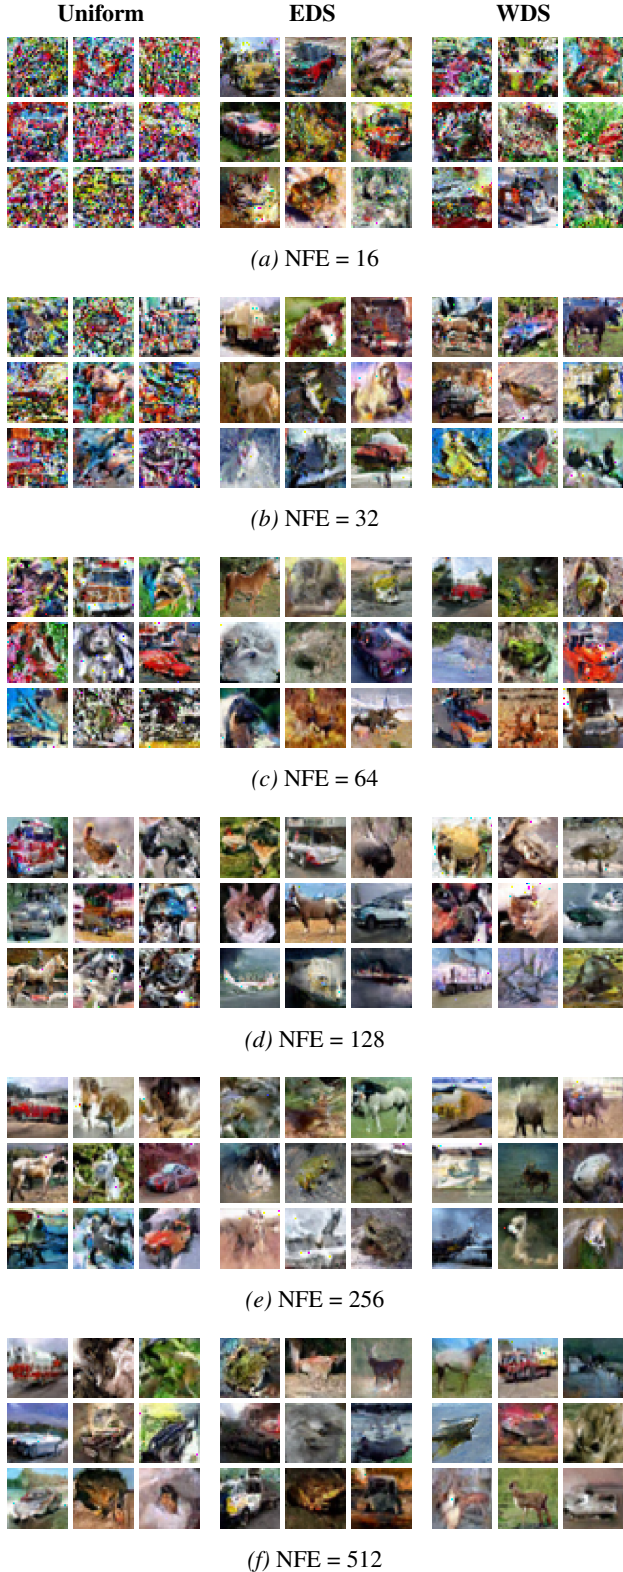 Uniform EDS WDS
(a) NFE = 16
(b) NFE = 32
(c) NFE = 64
(d) NFE = 128
(e) NFE = 256
(f) NFE = 512